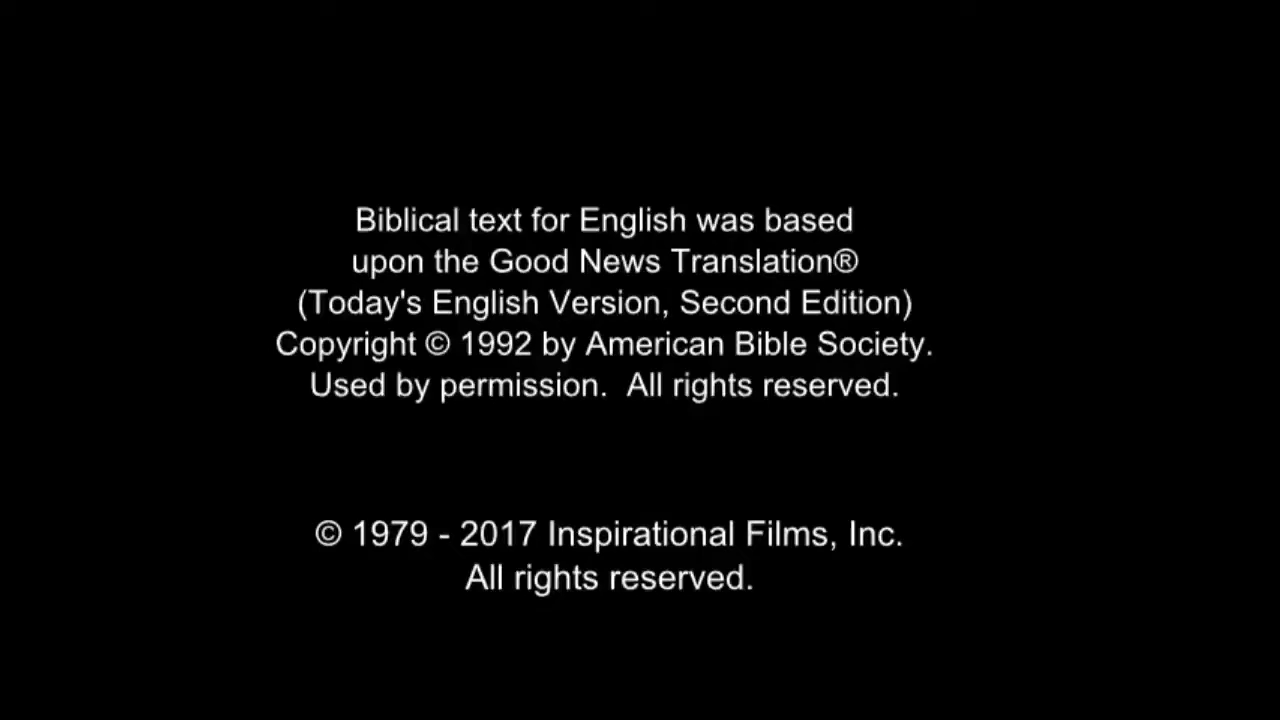 Biblical text for English was based
upon the Good News Translation®
(Today's English Version, Second Edition)
Copyright © 1992 by American Bible Society.
Used by permission.  All rights reserved.
© 1979 - 2017 Inspirational Films, Inc.
All rights reserved.